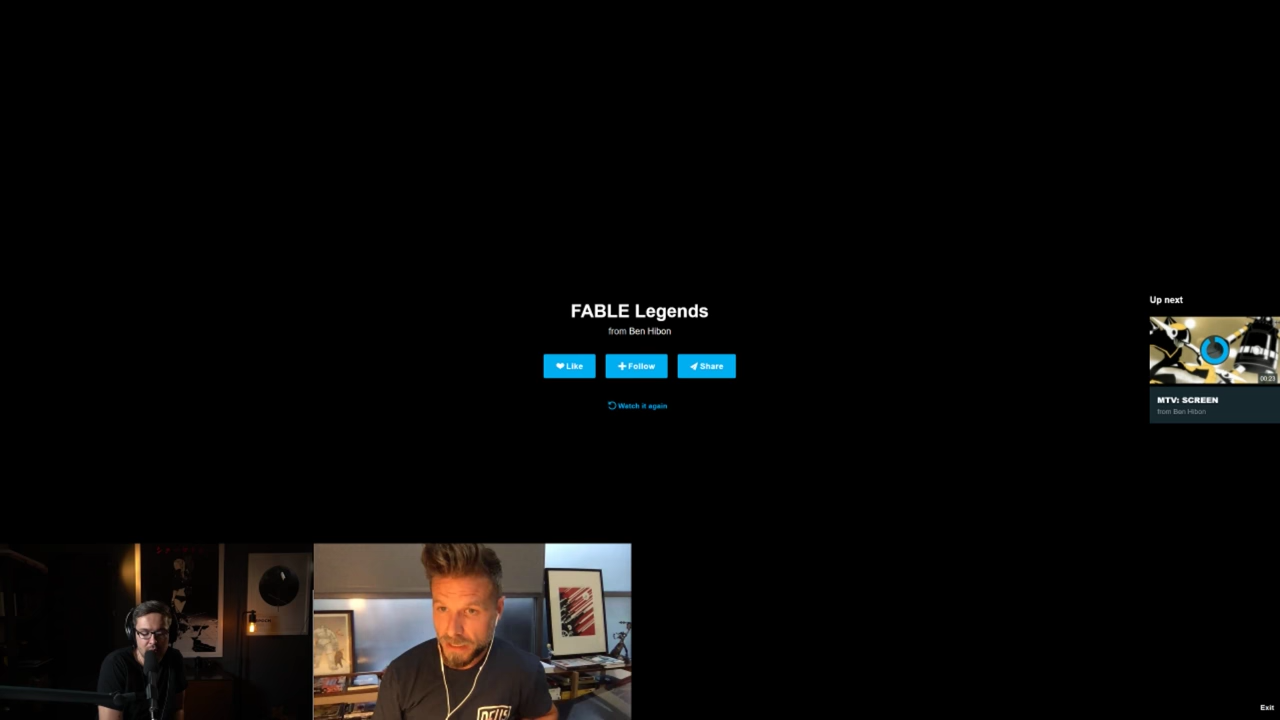 FABLE Legends
from Ben Hibon
Like
Follow
Share
Watch it again
Up next
00:23
MTV: SCREEN
from Ben Hibon
DEUS
Exit